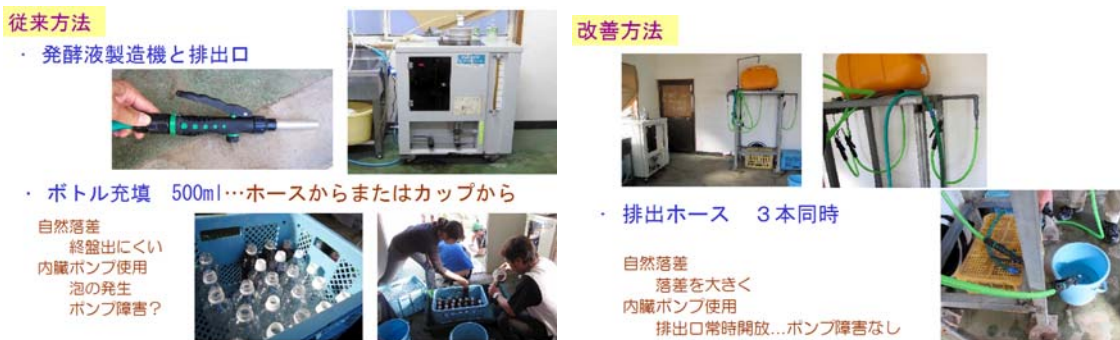 従来方法
・ 発酵液製造機と排出口
・ ボトル充填　500ml…ホースからまたはカップから
自然落差
終盤出にくい
内臓ポンプ使用
泡の発生
ポンプ障害？
改善方法
・ 排出ホース　３本同時
自然落差
落差を大きく
内臓ポンプ使用
排出口常時開放…ポンプ障害なし